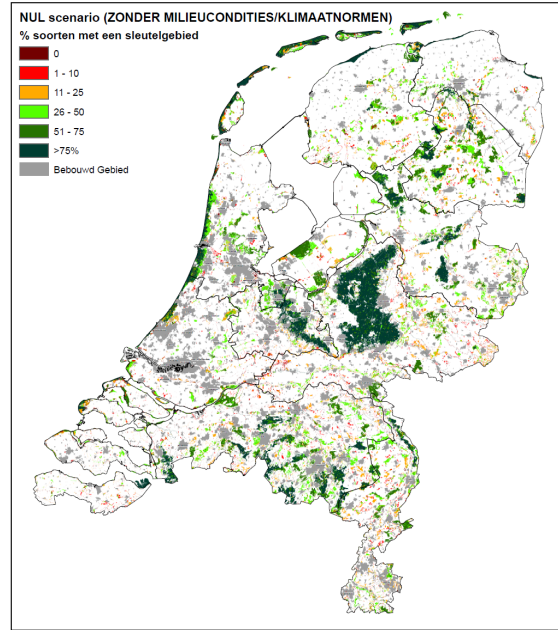 NUL scenario (ZONDER MILIEUCONDITIES/KLIMAATNORMEN)
% soorten met een sleutelgebied
0
1 - 10
11 - 25
26 - 50
51 - 75
>75%
Bebouwd Gebied